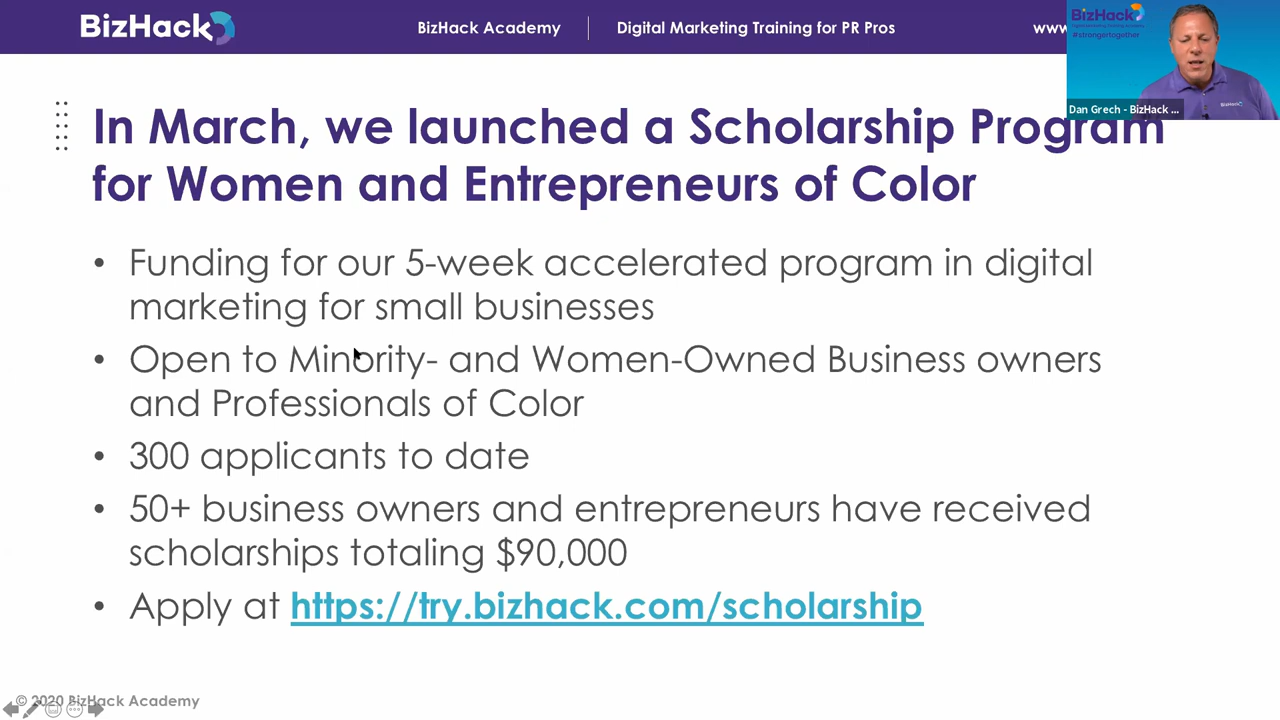 BizHack
BizHack Academy
Digital Marketing Training for PR Pros
www
BizHack
#strongertogether
Dan Grech - BizHack ...
In March, we launched a Scholarship Program
for Women and Entrepreneurs of Color
• Funding for our 5-week accelerated program in digital
marketing for small businesses
• Open to Minority- and Women-Owned Business owners
and Professionals of Color
• 300 applicants to date
• 50+ business owners and entrepreneurs have received
scholarships totaling $90,000
• Apply at https://try.bizhack.com/scholarship
© 2020 BizHack Academy